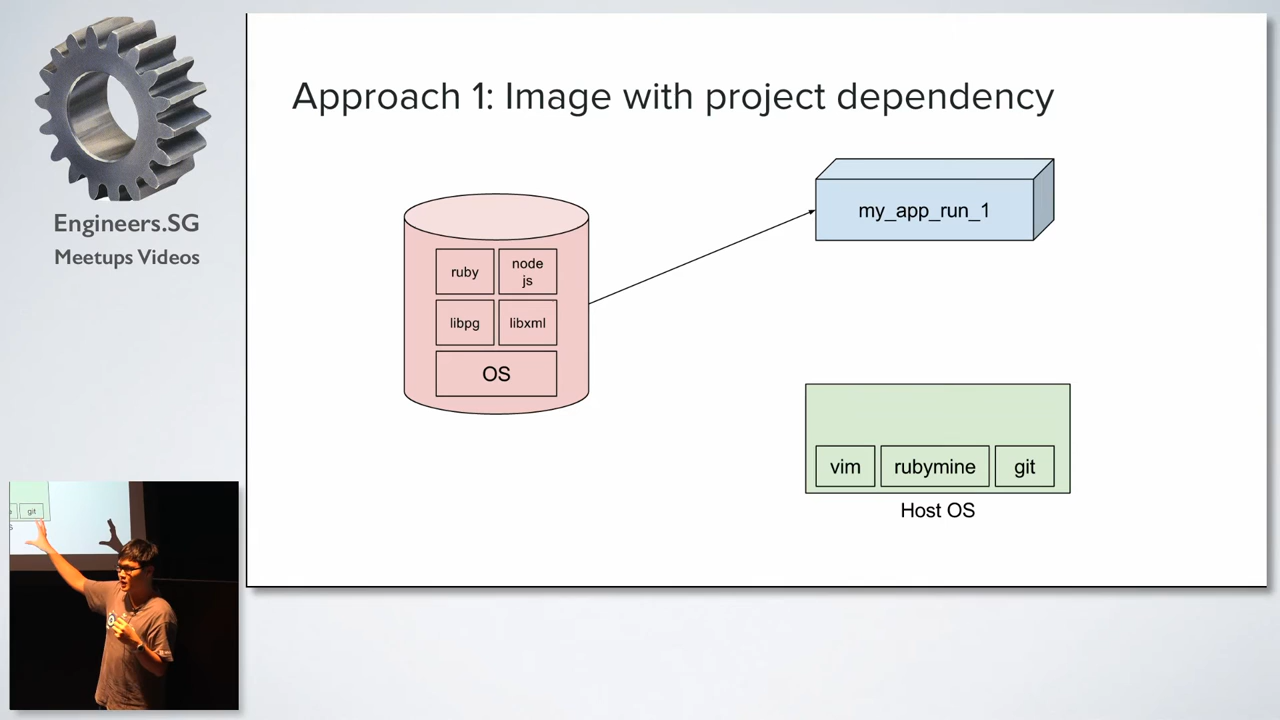 Engineers.SG
Meetups Videos
Approach 1: Image with project dependency
my_app_run_1
ruby
node
js
libpg
libxml
OS
vim
rubymine
git
Host OS
git